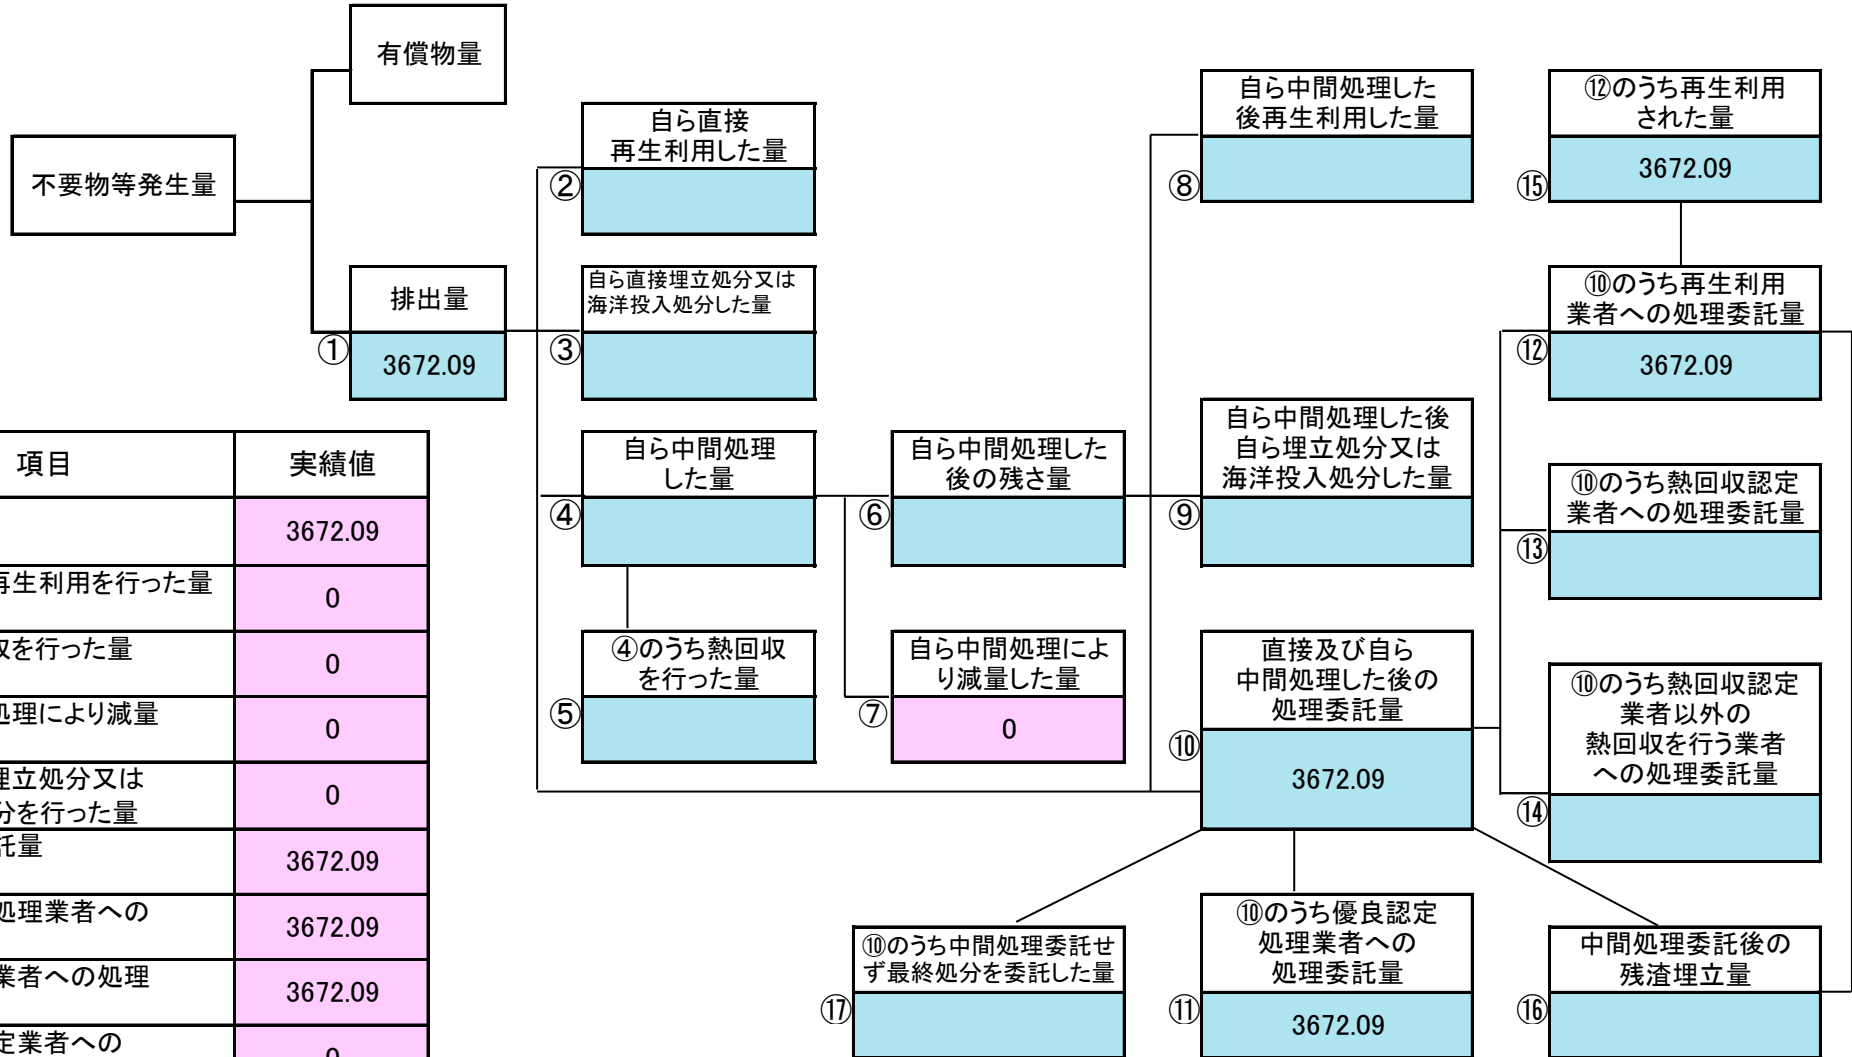 有償物量
不要物等発生量
排出量
①
3672.09
自ら直接
再生利用した量
②
自ら直接埋立処分又は
海洋投入処分した量
③
自ら中間処理
した量
④
④のうち熱回収
を行った量
⑤
自ら中間処理した
後の残さ量
⑥
自ら中間処理によ
り減量した量
⑦
0
自ら中間処理した
後再生利用した量
⑧
自ら中間処理した後
自ら埋立処分又は
海洋投入処分した量
⑨
直接及び自ら
中間処理した後の
処理委託量
⑩
3672.09
⑩のうち優良認定
処理業者への
処理委託量
⑪
3672.09
⑫のうち再生利用
された量
⑮
3672.09
⑩のうち再生利用
業者への処理委託量
⑫
3672.09
⑩のうち熱回収認定
業者への処理委託量
⑬
⑩のうち熱回収認定
業者以外の
熱回収を行う業者
への処理委託量
⑭
中間処理委託後の
残渣埋立量
⑯
⑩のうち中間処理委託せ
ず最終処分を委託した量
⑰
項目 実績値
3672.09
再生利用を行った量 0
収を行った量 0
処理により減量 0
埋立処分又は
分を行った量 0
託量 3672.09
処理業者への 3672.09
業者への処理 3672.09
定業者への 0